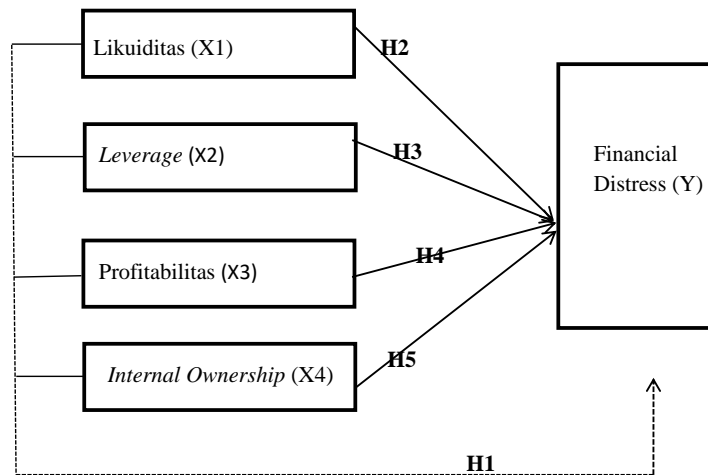 Likuiditas (X1)
H2
Leverage (X2)
H3
Financial
Distress (Y)
Profitabilitas (X3)
H4
Internal Ownership (X4)
H5
H1